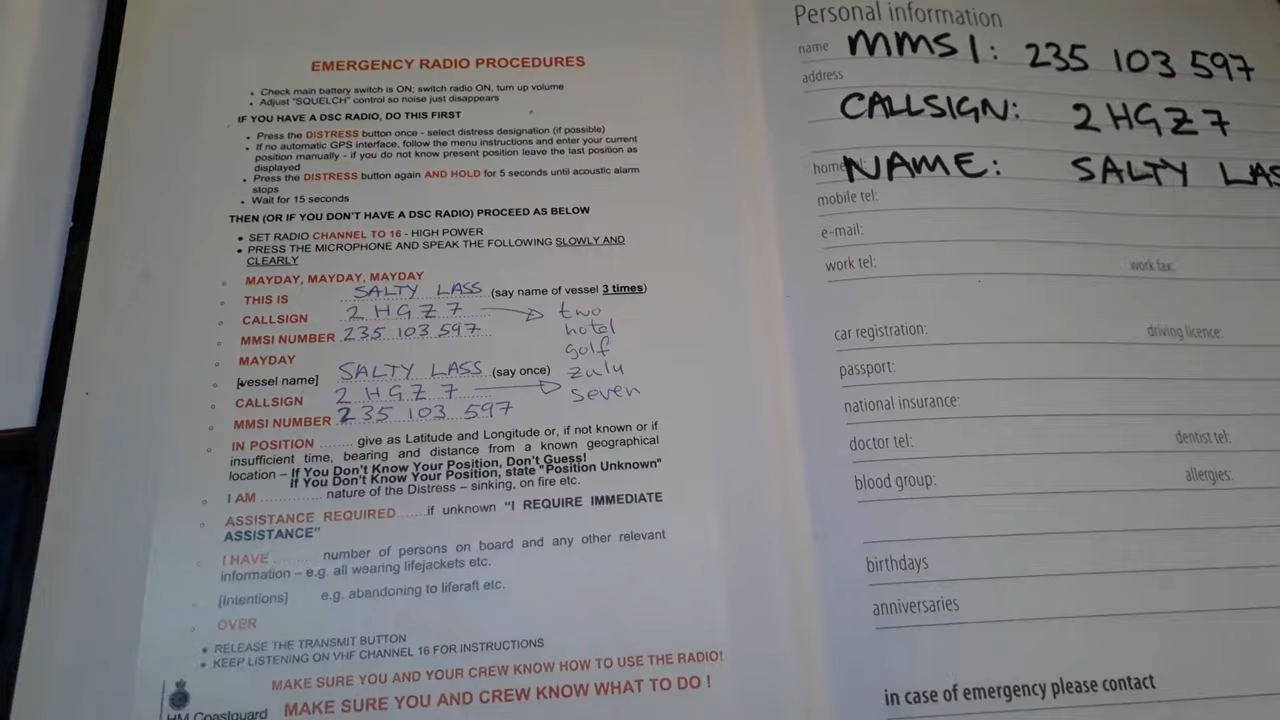 EMERGENCY RADIO PROCEDURES
• Check main battery switch is ON; switch radio ON, turn up volume
• Adjust "SQUELCH" control so noise just disappears
IF YOU HAVE A DSC RADIO, DO THIS FIRST
• Press the DISTRESS button once - select distress designation (if possible)
• If no automatic GPS interface, follow the menu instructions and enter your current
position manually - if you do not know present position leave the last position as
displayed
• Press the DISTRESS button again AND HOLD for 5 seconds until acoustic alarm
stops
• Wait for 15 seconds
THEN (OR IF YOU DON'T HAVE A DSC RADIO) PROCEED AS BELOW
• SET RADIO CHANNEL TO 16 - HIGH POWER
• PRESS THE MICROPHONE AND SPEAK THE FOLLOWING SLOWLY AND
CLEARLY
MAYDAY, MAYDAY, MAYDAY
THIS IS SALTY LASS (say name of vessel 3 times)
CALLSIGN 2 HGZ 7 → two
hotel
golf
zulu
seven
MMSI NUMBER 235 103 597
MAYDAY
[vessel name] SALTY LASS (say once)
CALLSIGN 2 HGZ 7 →
MMSI NUMBER 235 103 597
IN POSITION ........ give as Latitude and Longitude or, if not known or if
insufficient time, bearing and distance from a known geographical
location – If You Don't Know Your Position, Don't Guess!
If You Don't Know Your Position, state "Position Unknown"
I AM .............. nature of the Distress – sinking, on fire etc.
ASSISTANCE REQUIRED ......if unknown "I REQUIRE IMMEDIATE
ASSISTANCE"
I HAVE ......... number of persons on board and any other relevant
information – e.g. all wearing lifejackets etc.
[Intentions] e.g. abandoning to liferaft etc.
OVER
• RELEASE THE TRANSMIT BUTTON
• KEEP LISTENING ON VHF CHANNEL 16 FOR INSTRUCTIONS
MAKE SURE YOU AND YOUR CREW KNOW HOW TO USE THE RADIO!
MAKE SURE YOU AND CREW KNOW WHAT TO DO !
HM Coastguard
Personal information
name MMSI: 235 103 597
address
CALLSIGN: 2HGZ7
home NAME: SALTY LAS
mobile tel:
e-mail:
work tel: work fax:
car registration: driving licence:
passport:
national insurance:
doctor tel: dentist tel:
blood group: allergies:
birthdays
anniversaries
in case of emergency please contact